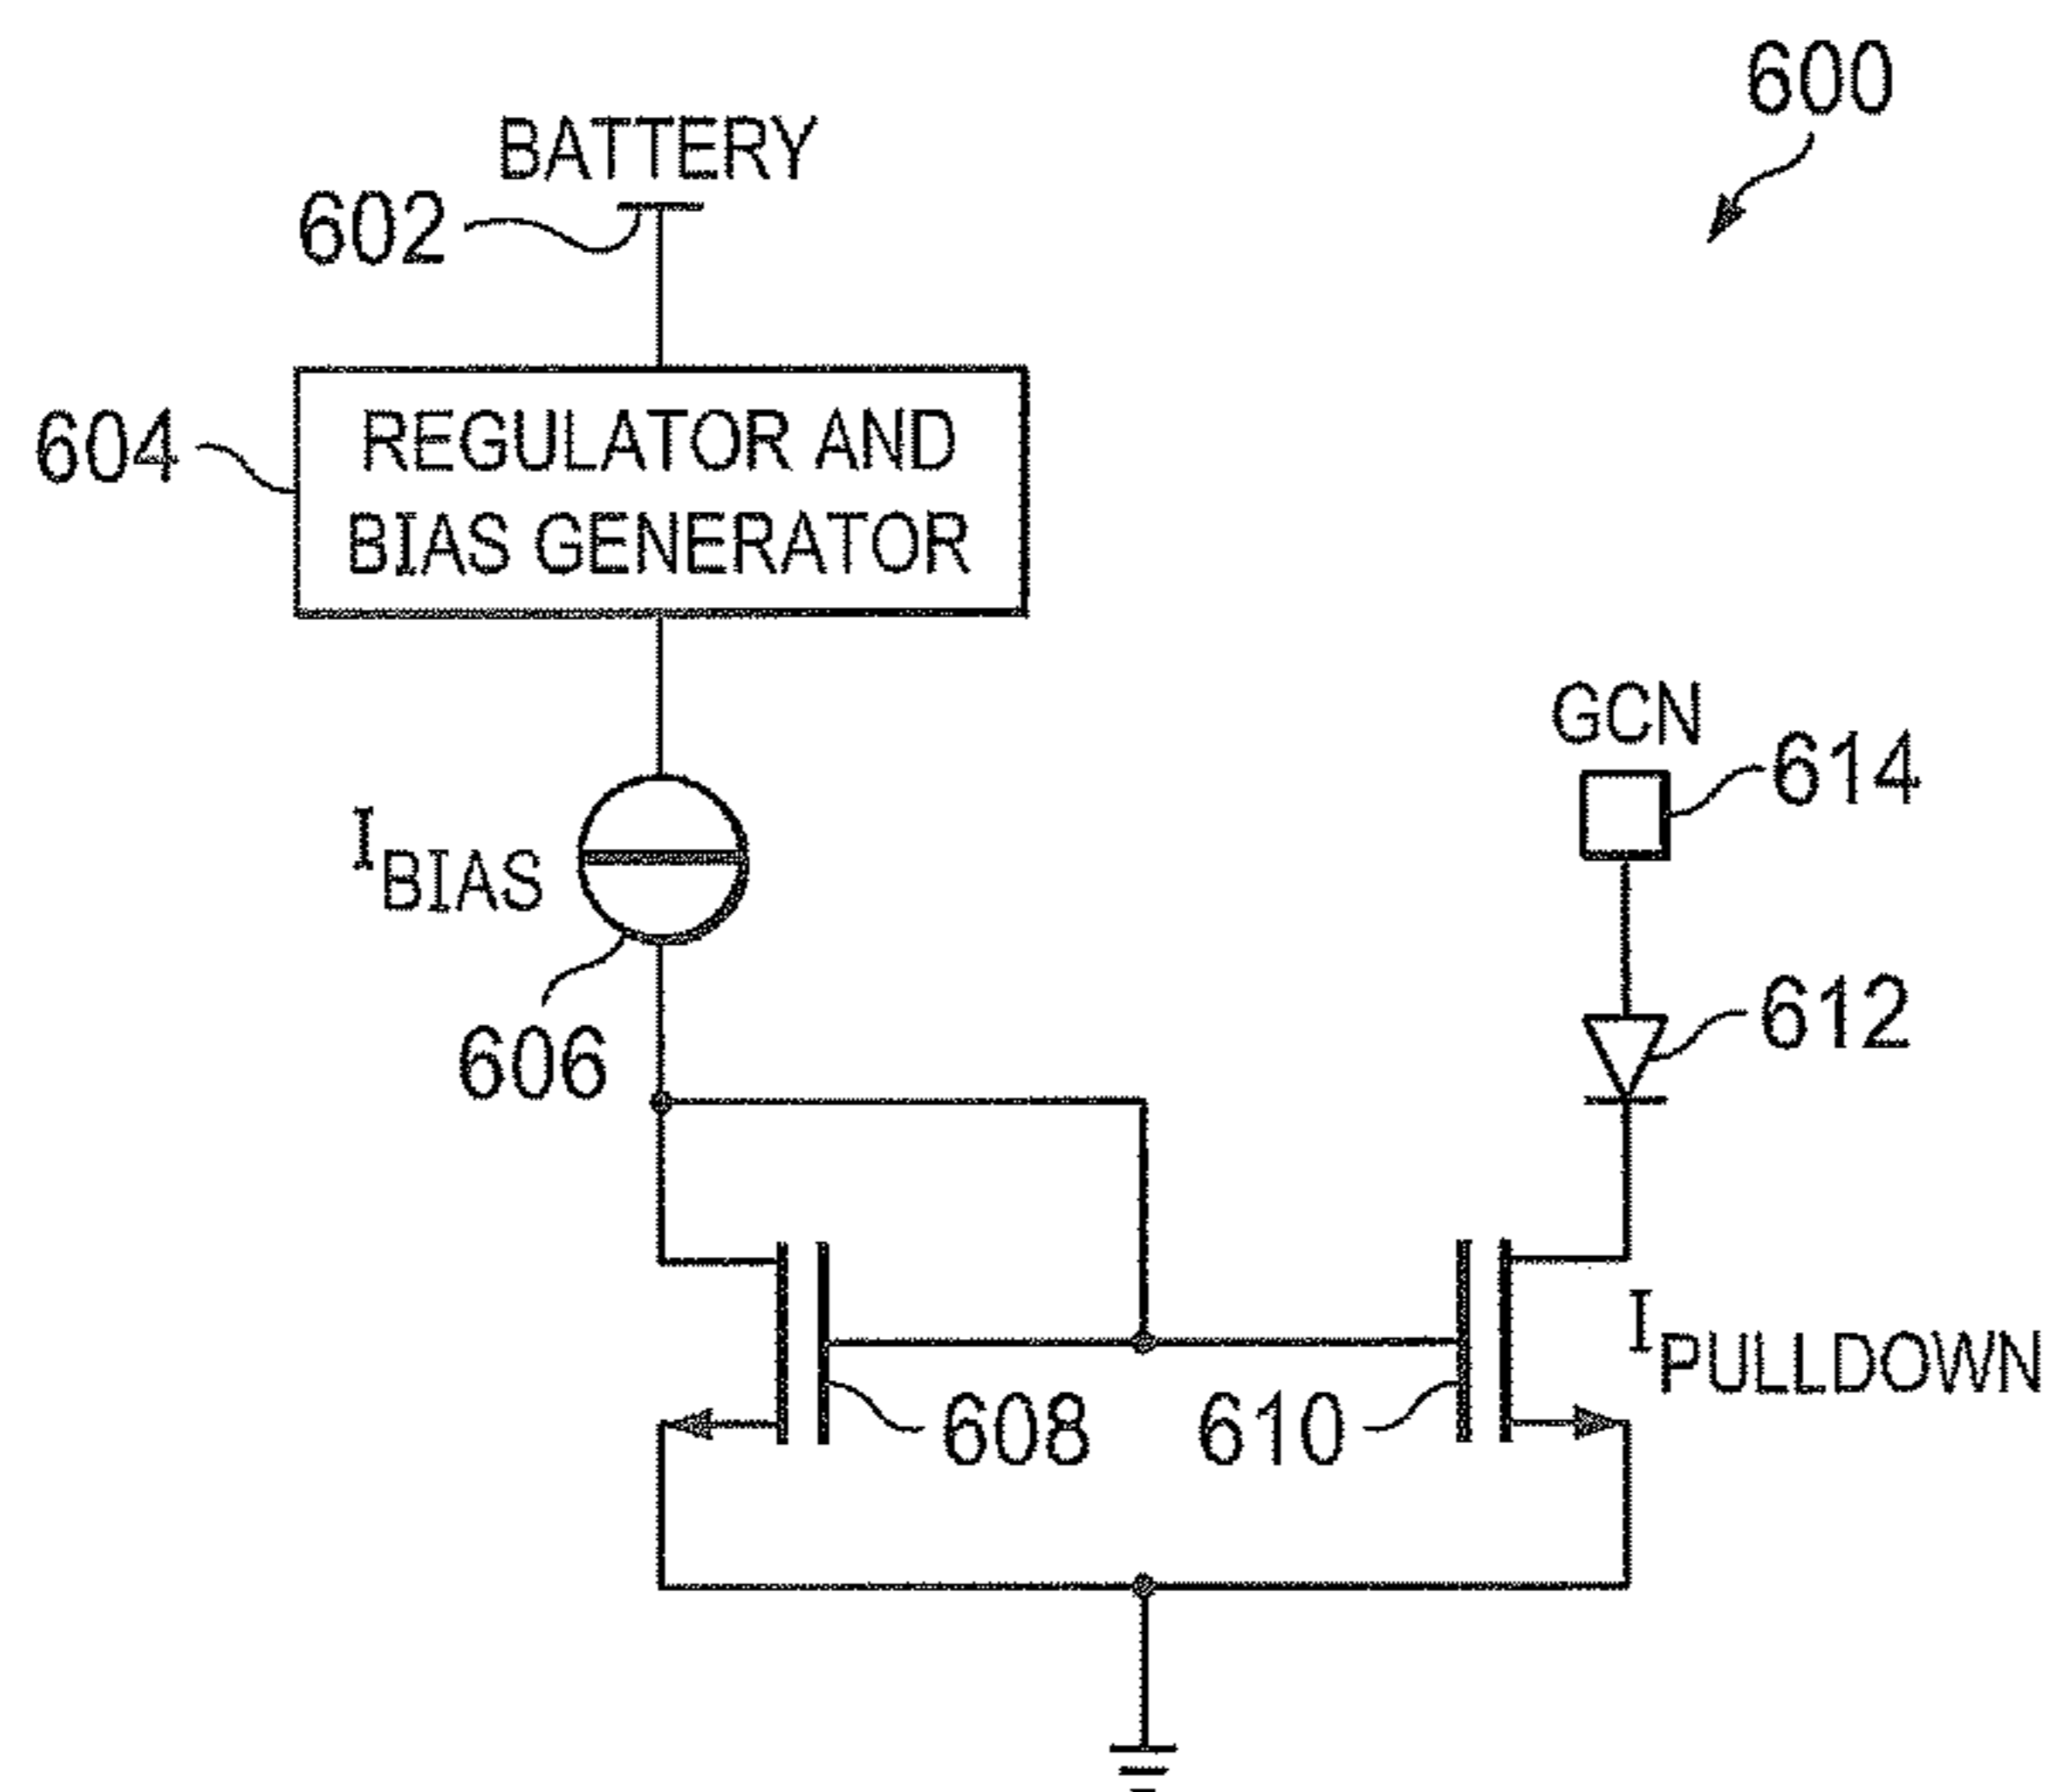 600
BATTERY
602
604
REGULATOR AND
BIAS GENERATOR
GCN
614
IBIAS
606
612
IPULLDOWN
608
610